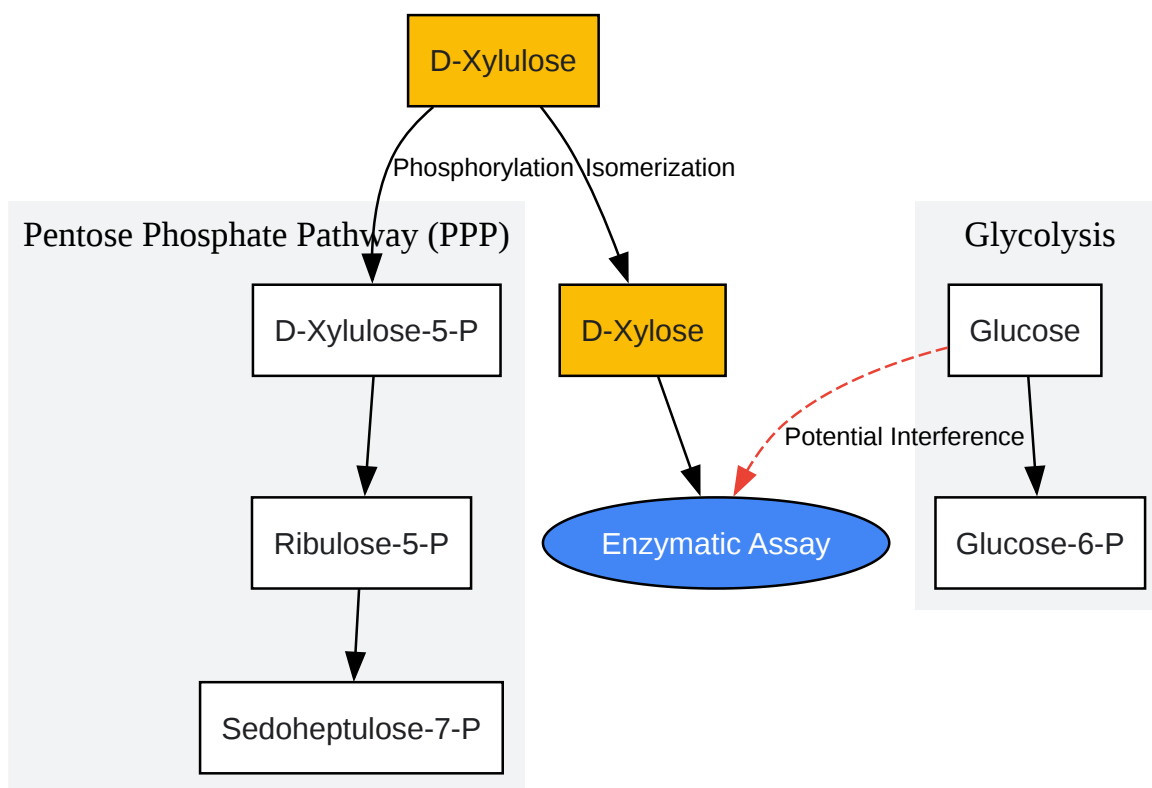 D-Xylulose
Phosphorylation
Isomerization
Pentose Phosphate Pathway (PPP)
Glycolysis
D-Xylulose-5-P
D-Xylose
Glucose
Potential Interference
Ribulose-5-P
Enzymatic Assay
Glucose-6-P
Sedoheptulose-7-P